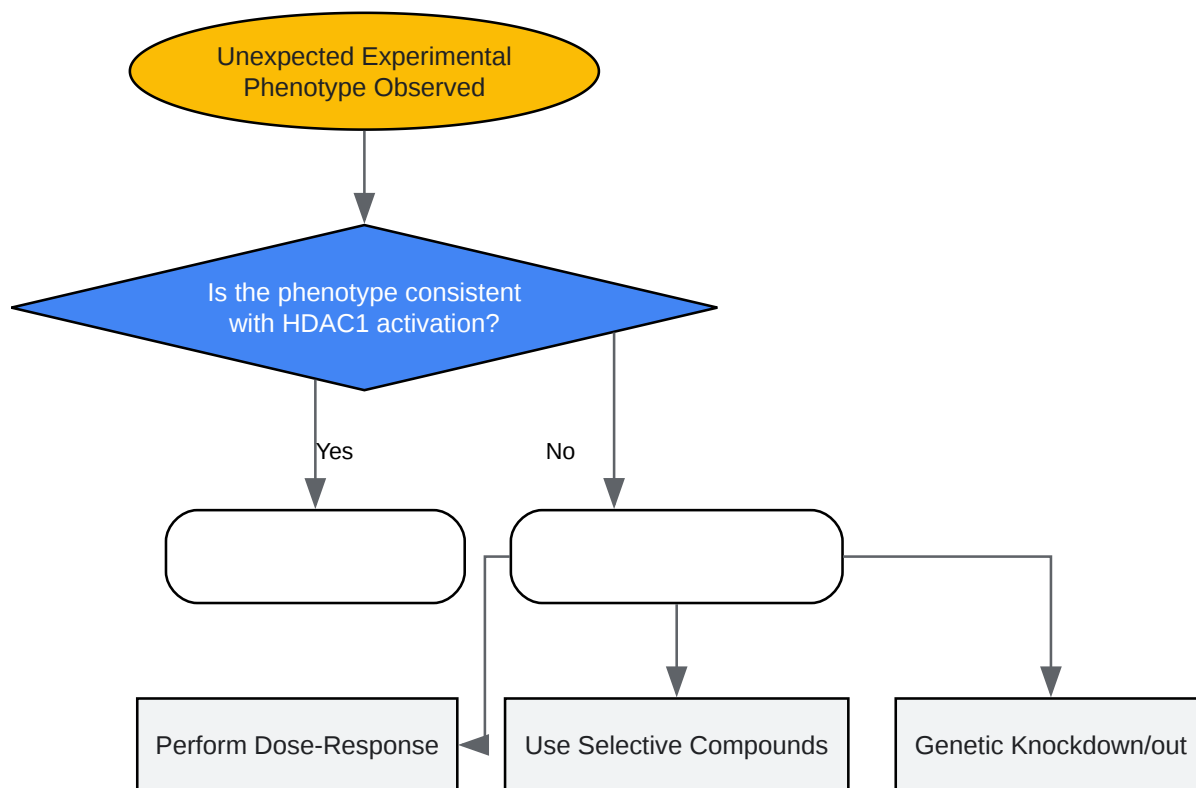 Unexpected Experimental
Phenotype Observed
Is the phenotype consistent
with HDAC1 activation?
Yes
No
Perform Dose-Response
Use Selective Compounds
Genetic Knockdown/out